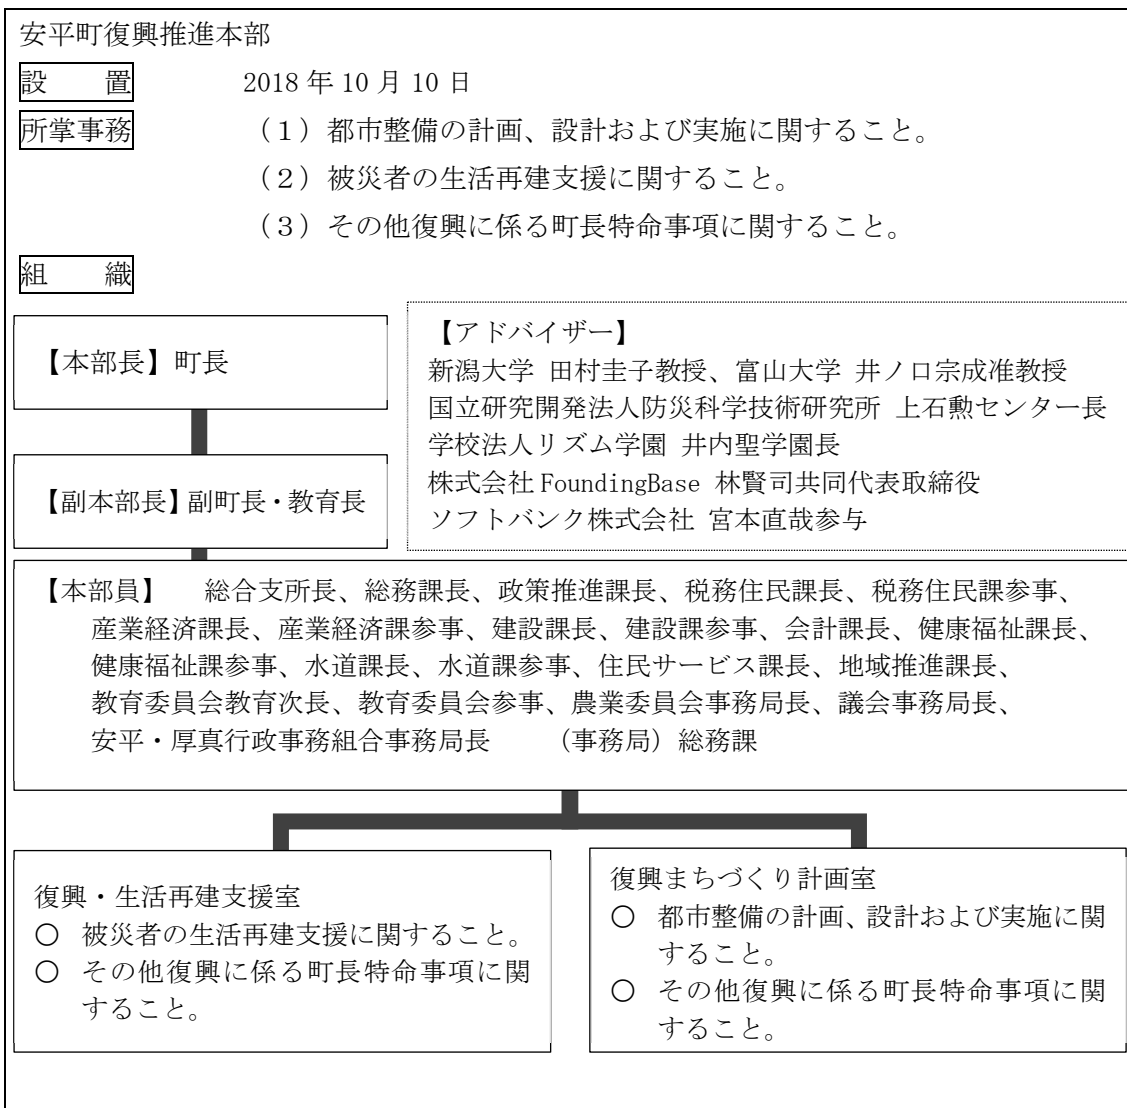 安平町復興推進本部
設　置　2018年10月10日
所掌事務　（１）都市整備の計画、設計および実施に関すること。
（２）被災者の生活再建支援に関すること。
（３）その他復興に係る町長特命事項に関すること。
組　織
【本部長】町長
【副本部長】副町長・教育長
【アドバイザー】
新潟大学 田村圭子教授、富山大学 井ノ口宗成准教授
国立研究開発法人防災科学技術研究所 上石勲センター長
学校法人リズム学園 井内聖学園長
株式会社FoundingBase 林賢司共同代表取締役
ソフトバンク株式会社 宮本直哉参与
【本部員】　総合支所長、総務課長、政策推進課長、税務住民課長、税務住民課参事、
産業経済課長、産業経済課参事、建設課長、建設課参事、会計課長、健康福祉課長、
健康福祉課参事、水道課長、水道課参事、住民サービス課長、地域推進課長、
教育委員会教育次長、教育委員会参事、農業委員会事務局長、議会事務局長、
安平・厚真行政事務組合事務局長　（事務局）総務課
復興・生活再建支援室
○ 被災者の生活再建支援に関すること。
○ その他復興に係る町長特命事項に関
すること。
復興まちづくり計画室
○ 都市整備の計画、設計および実施に関
すること。
○ その他復興に係る町長特命事項に関
すること。